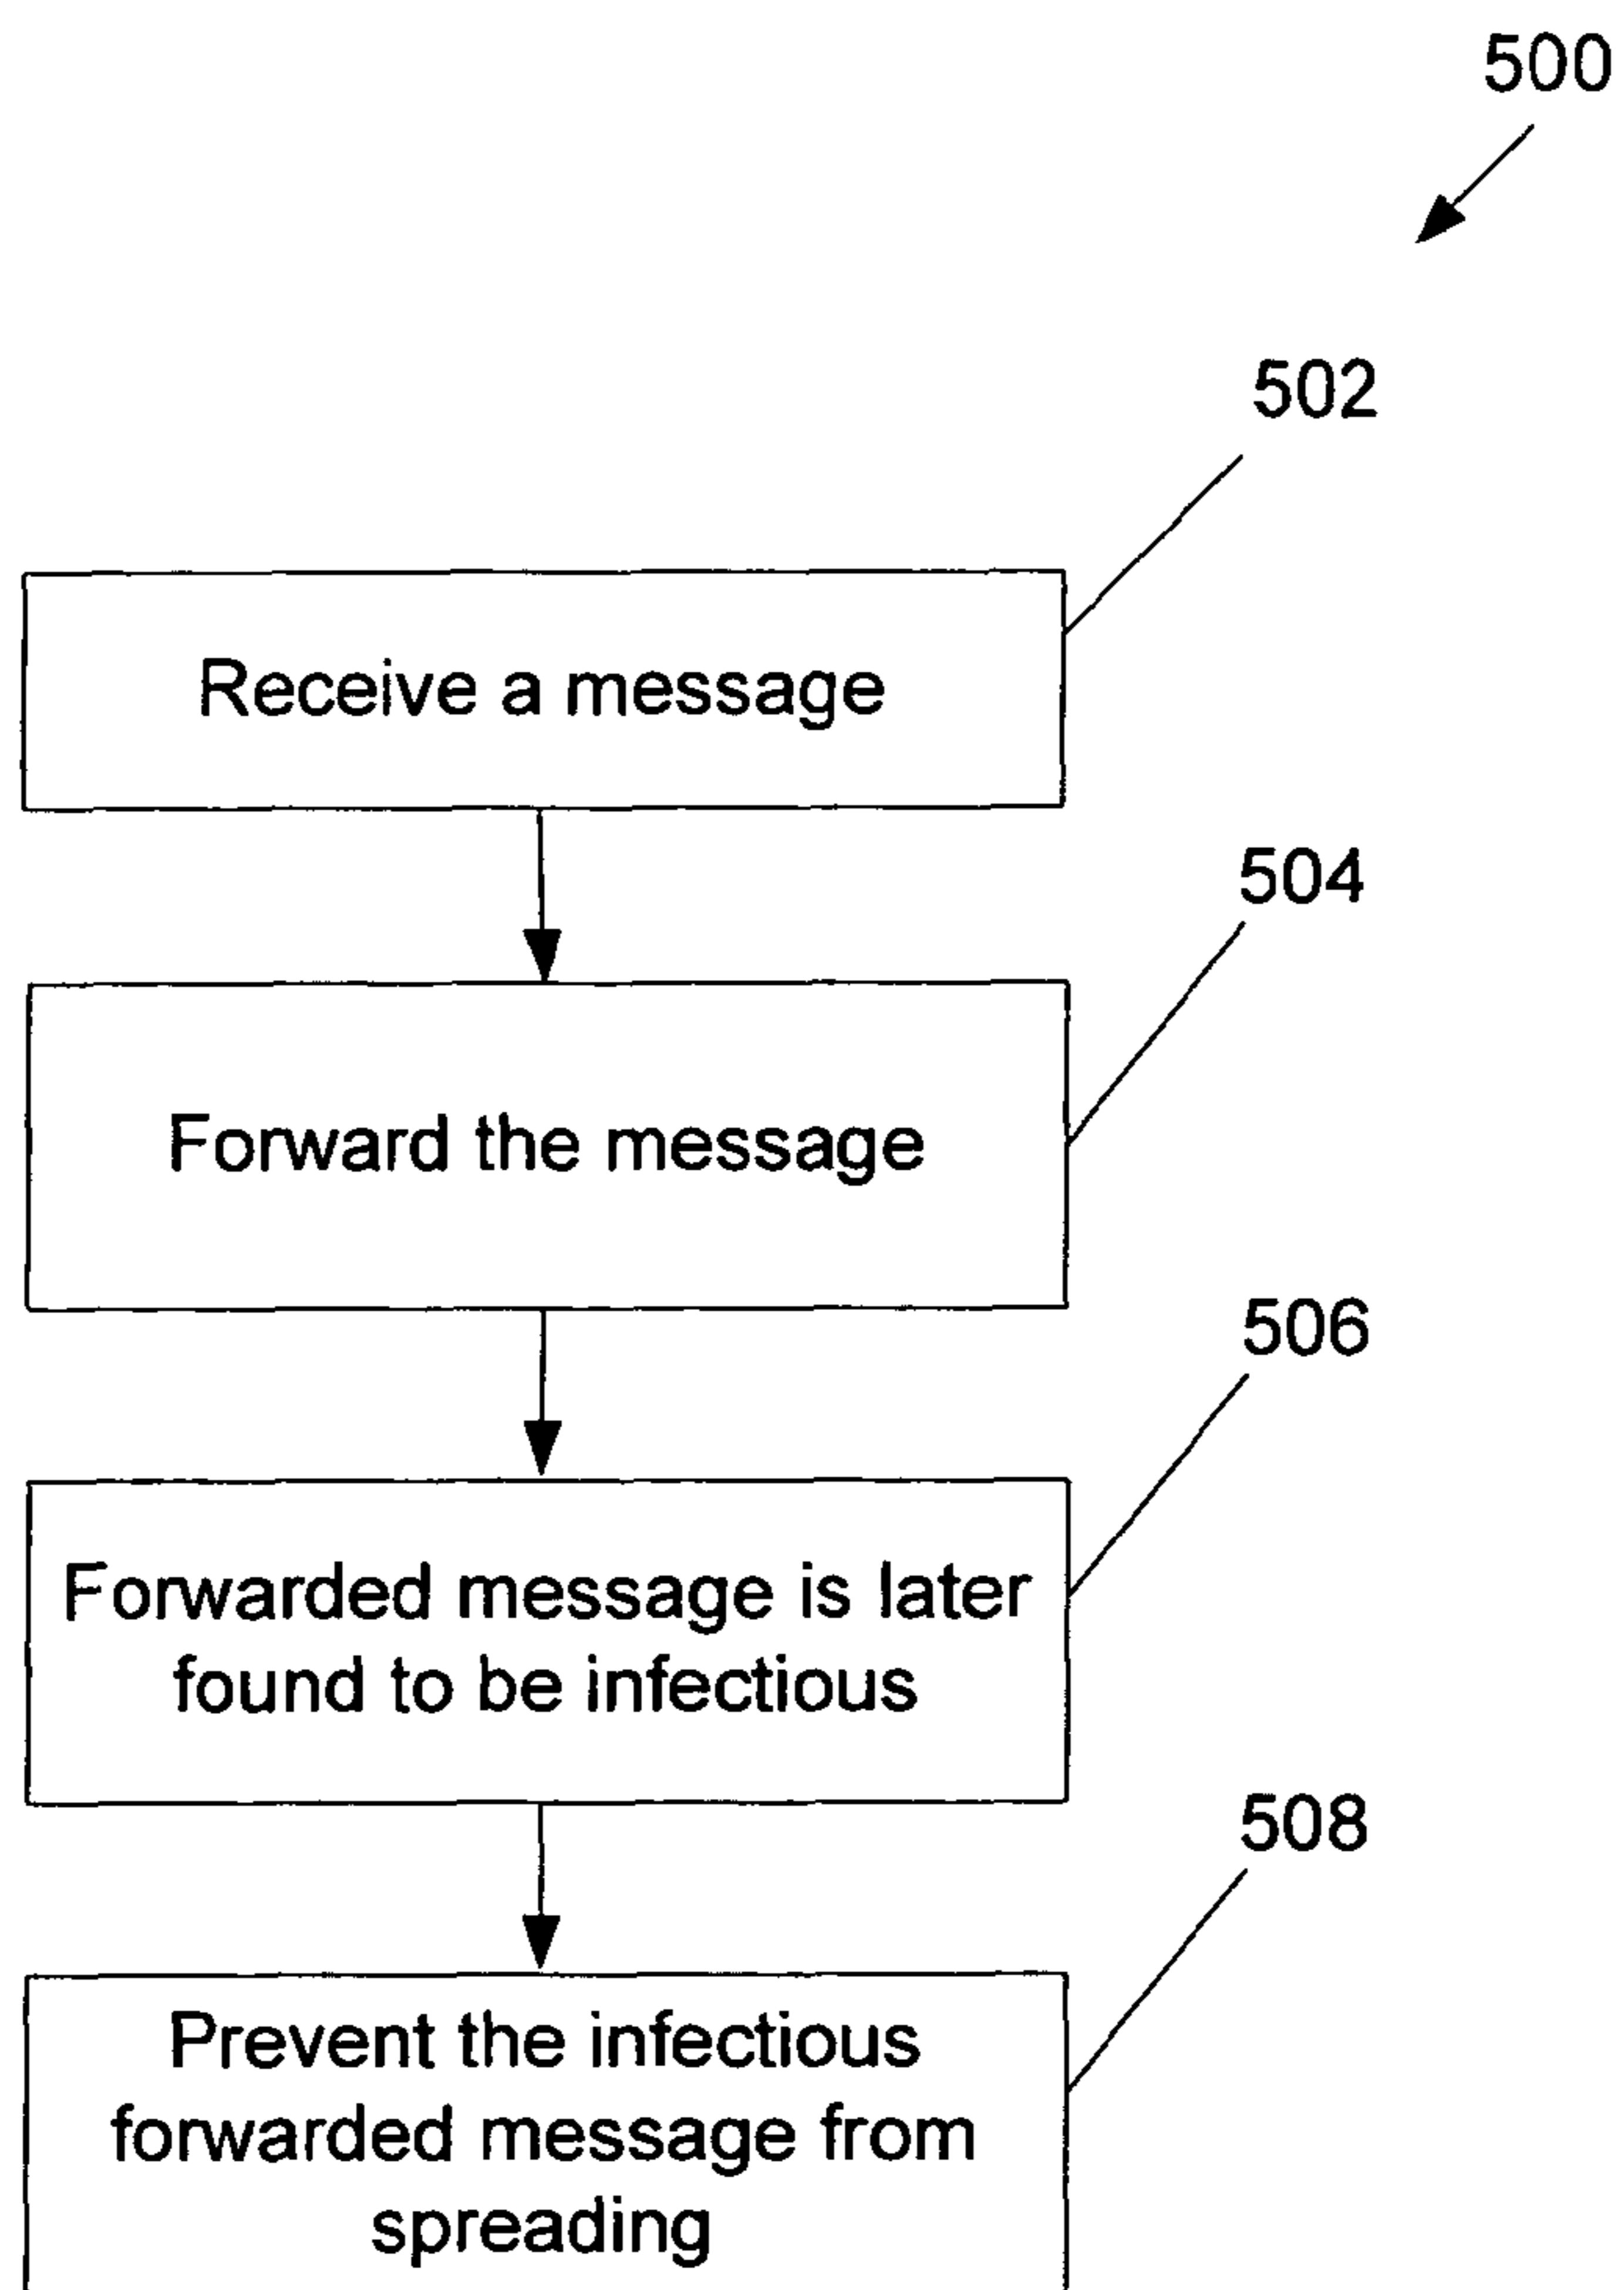 500
502
Receive a message
504
Forward the message
506
Forwarded message is later
found to be infectious
508
Prevent the infectious
forwarded message from
spreading